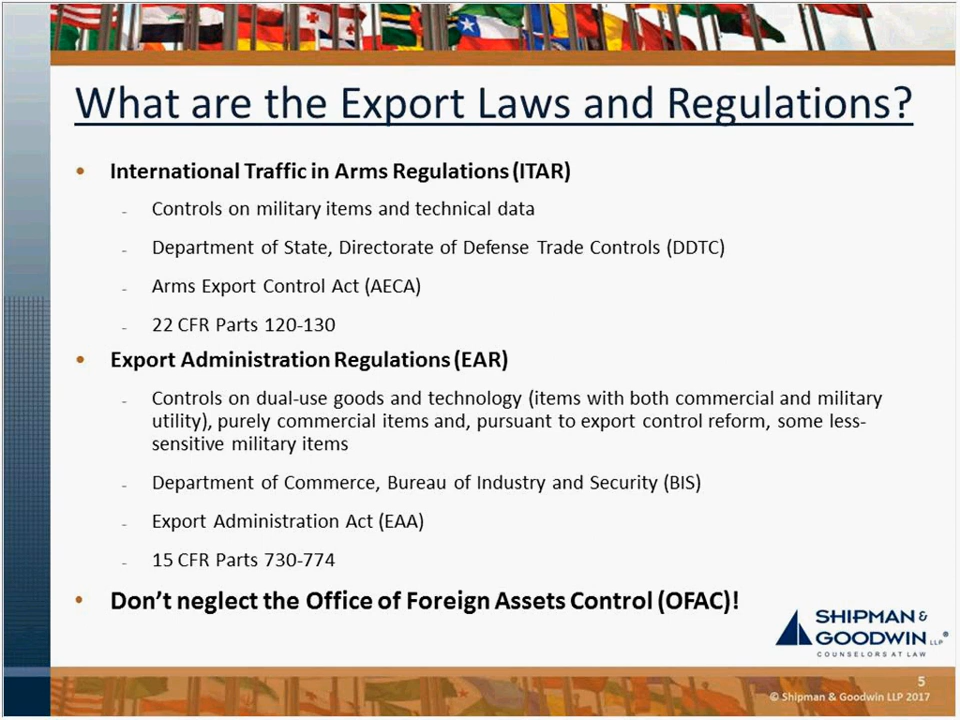 What are the Export Laws and Regulations?
• International Traffic in Arms Regulations (ITAR)
- Controls on military items and technical data
- Department of State, Directorate of Defense Trade Controls (DDTC)
- Arms Export Control Act (AECA)
- 22 CFR Parts 120-130
• Export Administration Regulations (EAR)
- Controls on dual-use goods and technology (items with both commercial and military
utility), purely commercial items and, pursuant to export control reform, some less-
sensitive military items
- Department of Commerce, Bureau of Industry and Security (BIS)
- Export Administration Act (EAA)
- 15 CFR Parts 730-774
• Don’t neglect the Office of Foreign Assets Control (OFAC)!
SHIPMAN &
GOODWIN LLP®
COUNSELORS AT LAW
5
© Shipman & Goodwin LLP 2017